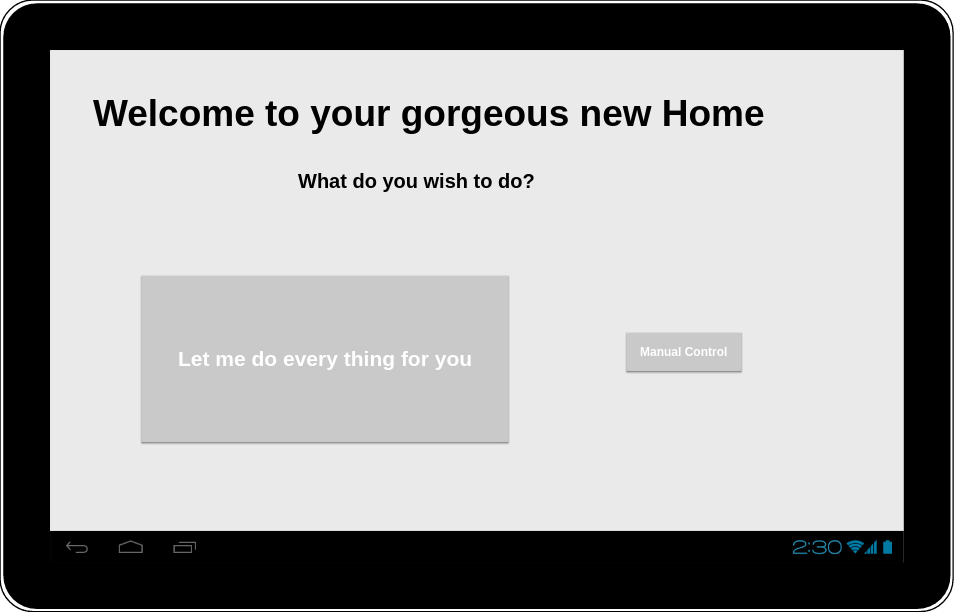 Welcome to your gorgeous new Home
What do you wish to do?
Let me do every thing for you
Manual Control
2:30